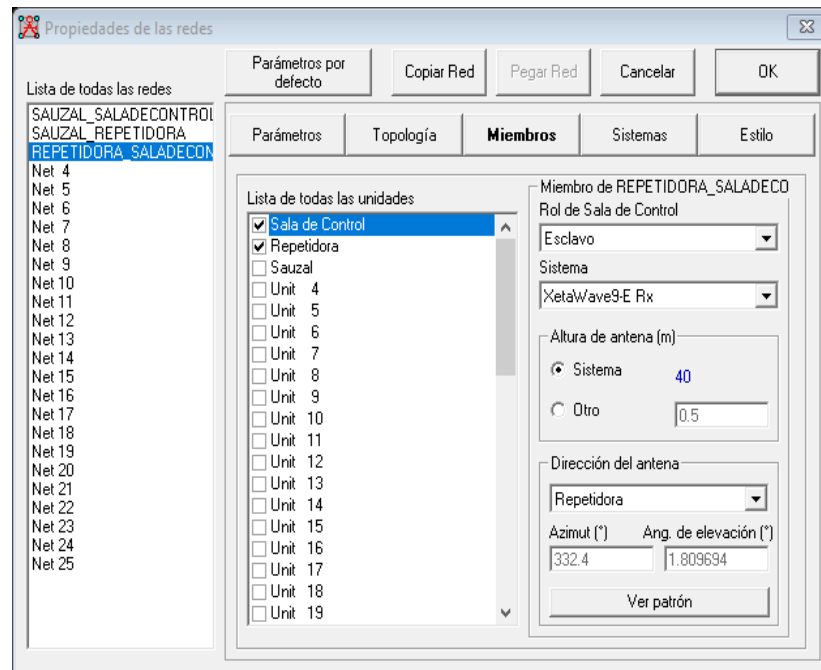 Propiedades de las redes
Parámetros por defecto
Copiar Red
Pegar Red
Cancelar
OK
Lista de todas las redes
SAUZAL_SALADECONTROL
SAUZAL_REPETIDORA
REPETIDORA_SALADECON
Net 4
Net 5
Net 6
Net 7
Net 8
Net 9
Net 10
Net 11
Net 12
Net 13
Net 14
Net 15
Net 16
Net 17
Net 18
Net 19
Net 20
Net 21
Net 22
Net 23
Net 24
Net 25
Parámetros
Topología
Miembros
Sistemas
Estilo
Lista de todas las unidades
Sala de Control
Repetidora
Sauzal
Unit 4
Unit 5
Unit 6
Unit 7
Unit 8
Unit 9
Unit 10
Unit 11
Unit 12
Unit 13
Unit 14
Unit 15
Unit 16
Unit 17
Unit 18
Unit 19
Miembro de REPETIDORA_SALADECO
Rol de Sala de Control
Esclavo
Sistema
XetaWave9-E Rx
Altura de antena (m)
Sistema 40
Otro 0.5
Dirección del antena
Repetidora
Azimut (°) Ang. de elevación (°)
332.4 1.809694
Ver patrón